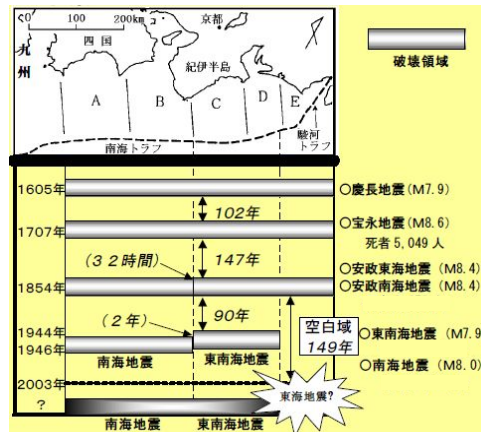 0 100 200km
京都
四国
九州
紀伊半島
A B C D E
南海トラフ
駿河トラフ
破壊領域
1605年
○慶長地震(M7.9)
102年
1707年
○宝永地震(M8.6)
死者5,049人
(32時間)
147年
○安政東海地震(M8.4)
1854年
○安政南海地震(M8.4)
90年
(2年)
空白域
149年
1944年
1946年
○東南海地震(M7.9
南海地震
東南海地震
○南海地震(M8.0)
2003年
東海地震?
?
南海地震
東南海地震